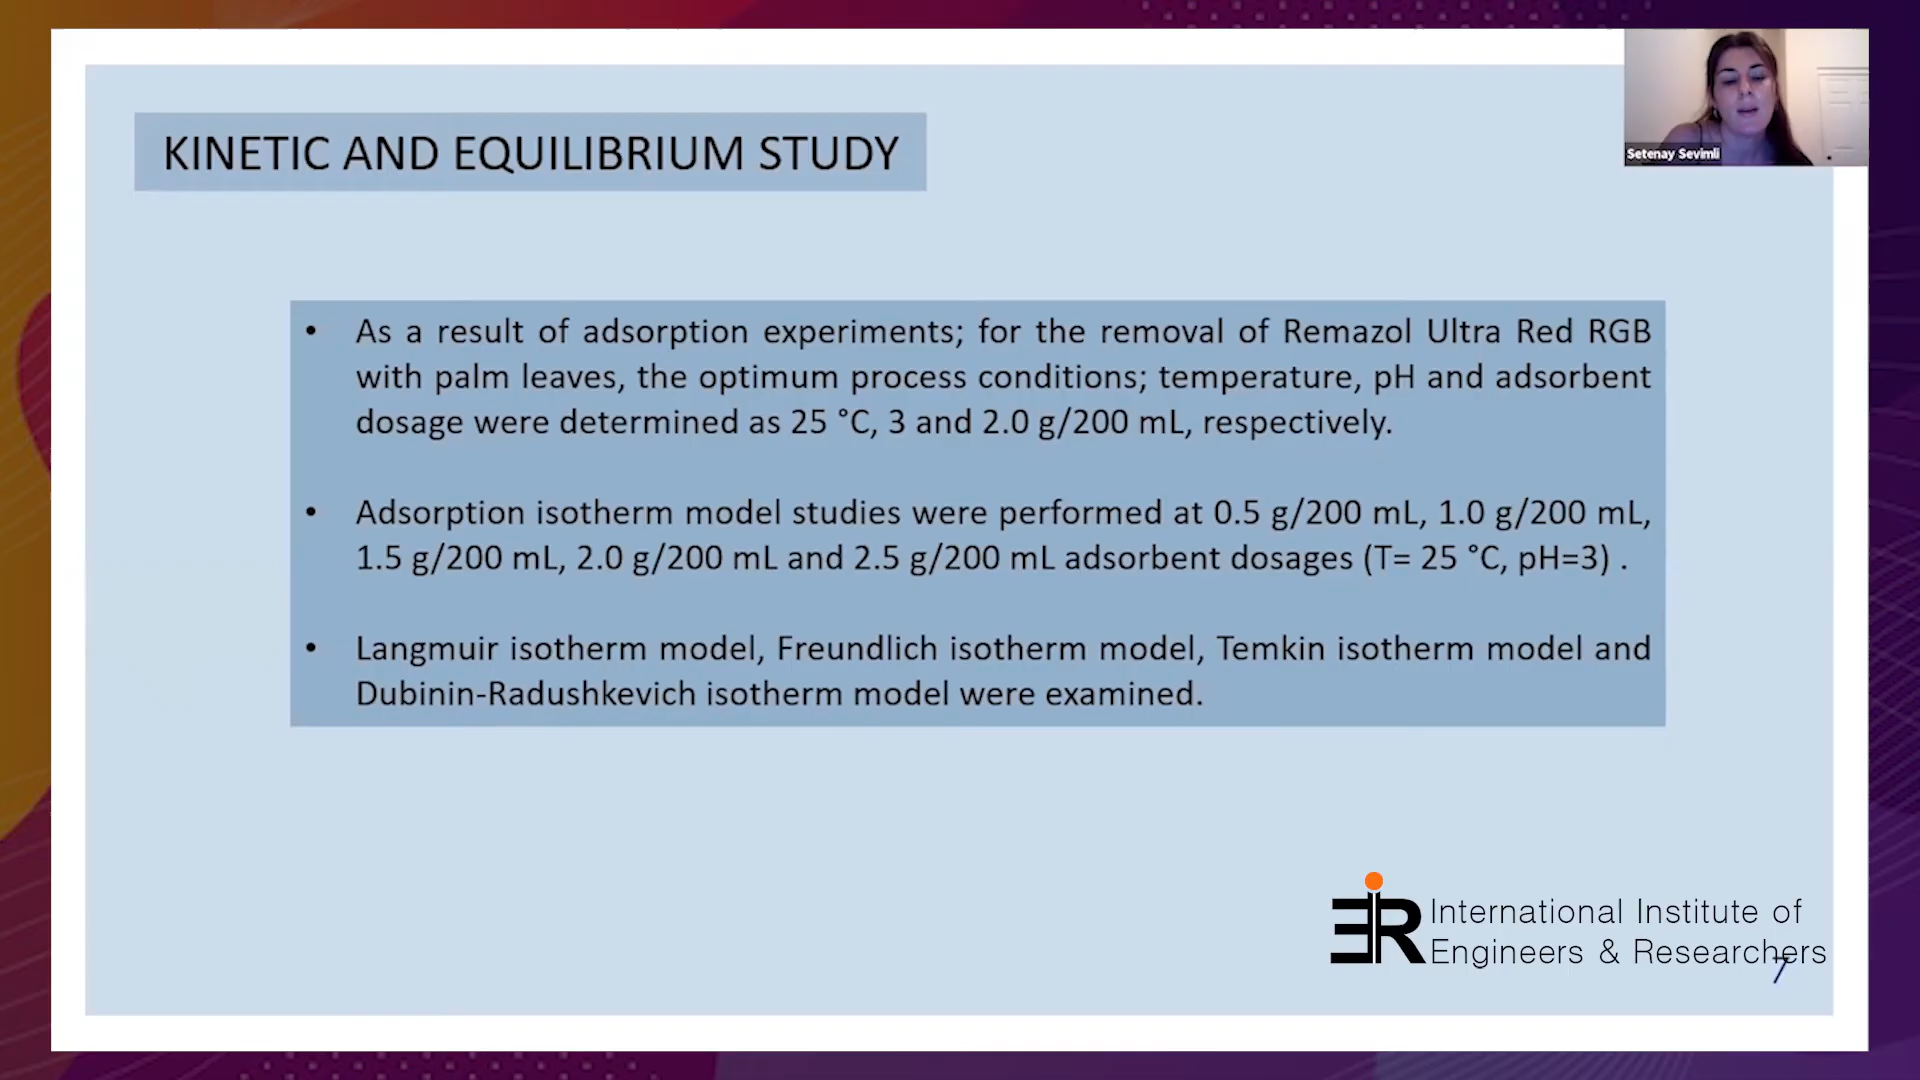 KINETIC AND EQUILIBRIUM STUDY
Setenay Sevimli
• As a result of adsorption experiments; for the removal of Remazol Ultra Red RGB
with palm leaves, the optimum process conditions; temperature, pH and adsorbent
dosage were determined as 25 °C, 3 and 2.0 g/200 mL, respectively.
• Adsorption isotherm model studies were performed at 0.5 g/200 mL, 1.0 g/200 mL,
1.5 g/200 mL, 2.0 g/200 mL and 2.5 g/200 mL adsorbent dosages (T= 25 °C, pH=3) .
• Langmuir isotherm model, Freundlich isotherm model, Temkin isotherm model and
Dubinin-Radushkevich isotherm model were examined.
International Institute of
Engineers & Researchers
7